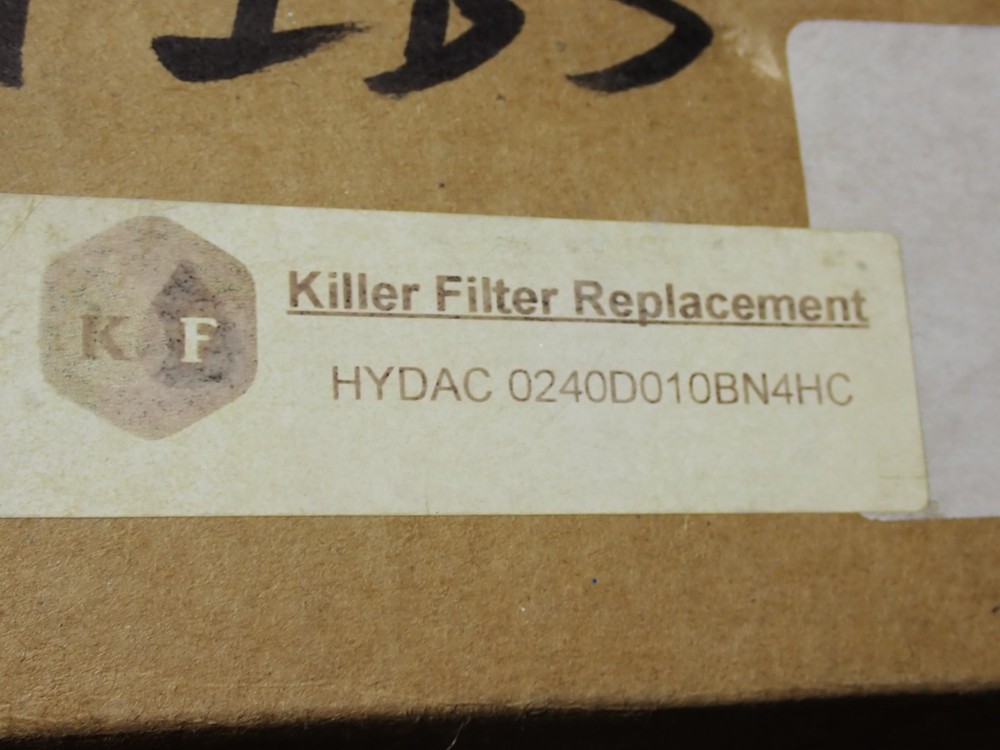 K F
Killer Filter Replacement
HYDAC 0240D010BN4HC